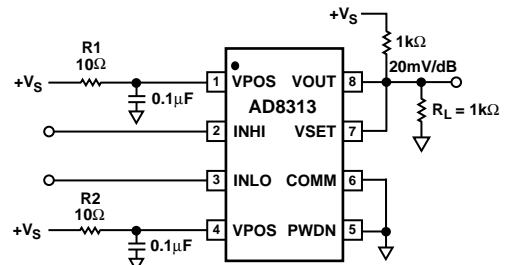 +VS
1kΩ
R1
10Ω
+VS
0.1µF
1 VPOS VOUT 8
20mV/dB
AD8313
RL = 1kΩ
2 INHI VSET 7
3 INLO COMM 6
R2
10Ω
+VS
0.1µF
4 VPOS PWDN 5